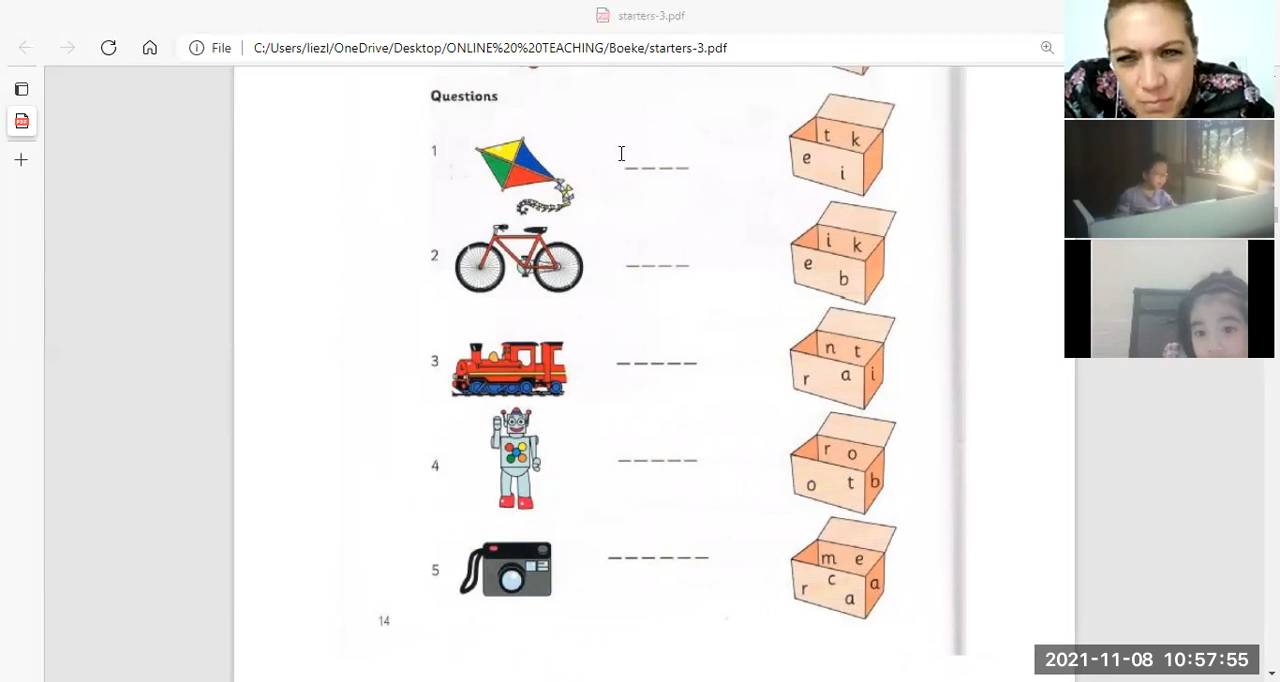 starters-3.pdf
File C:/Users/liezl/OneDrive/Desktop/ONLINE%20%20TEACHING/Boeke/starters-3.pdf
Questions
1
t k
e i
2
i k
e b
3
n t
r a i
4
r o
o t b
5
m e
c
r a a
14
2021-11-08 10:57:55